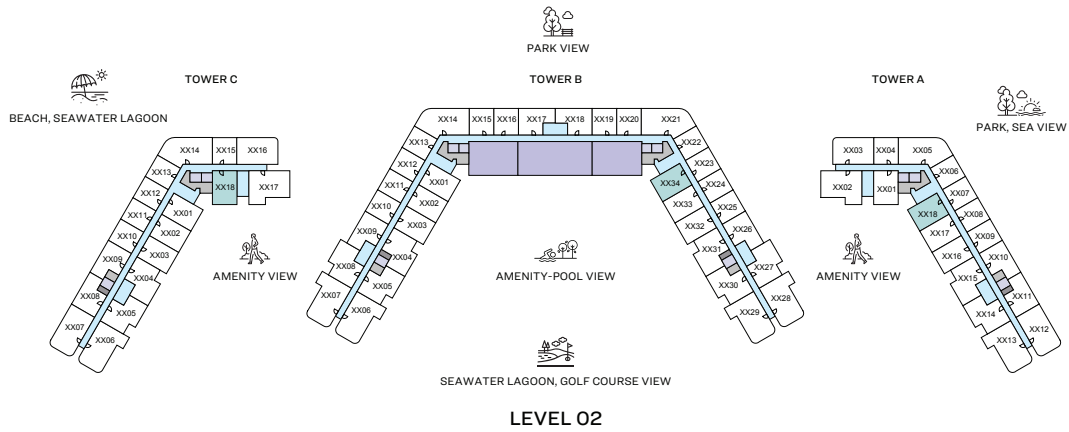 PARK VIEW
TOWER C
TOWER B
TOWER A
BEACH, SEAWATER LAGOON
PARK, SEA VIEW
XX14
XX15
XX16
XX13
XX18
XX17
XX12
XX01
XX11
XX02
XX10
XX03
XX09
XX04
XX08
XX05
XX07
XX06
XX14
XX15
XX16
XX17
XX18
XX19
XX20
XX21
XX13
XX22
XX12
XX23
XX11
XX01
XX34
XX24
XX10
XX02
XX33
XX25
XX09
XX03
XX32
XX26
XX08
XX04
XX31
XX27
XX07
XX05
XX30
XX28
XX06
XX29
XX03
XX04
XX05
XX02
XX01
XX06
XX07
XX18
XX08
XX17
XX09
XX16
XX10
XX15
XX11
XX14
XX12
XX13
AMENITY VIEW
AMENITY-POOL VIEW
AMENITY VIEW
SEAWATER LAGOON, GOLF COURSE VIEW
LEVEL 02